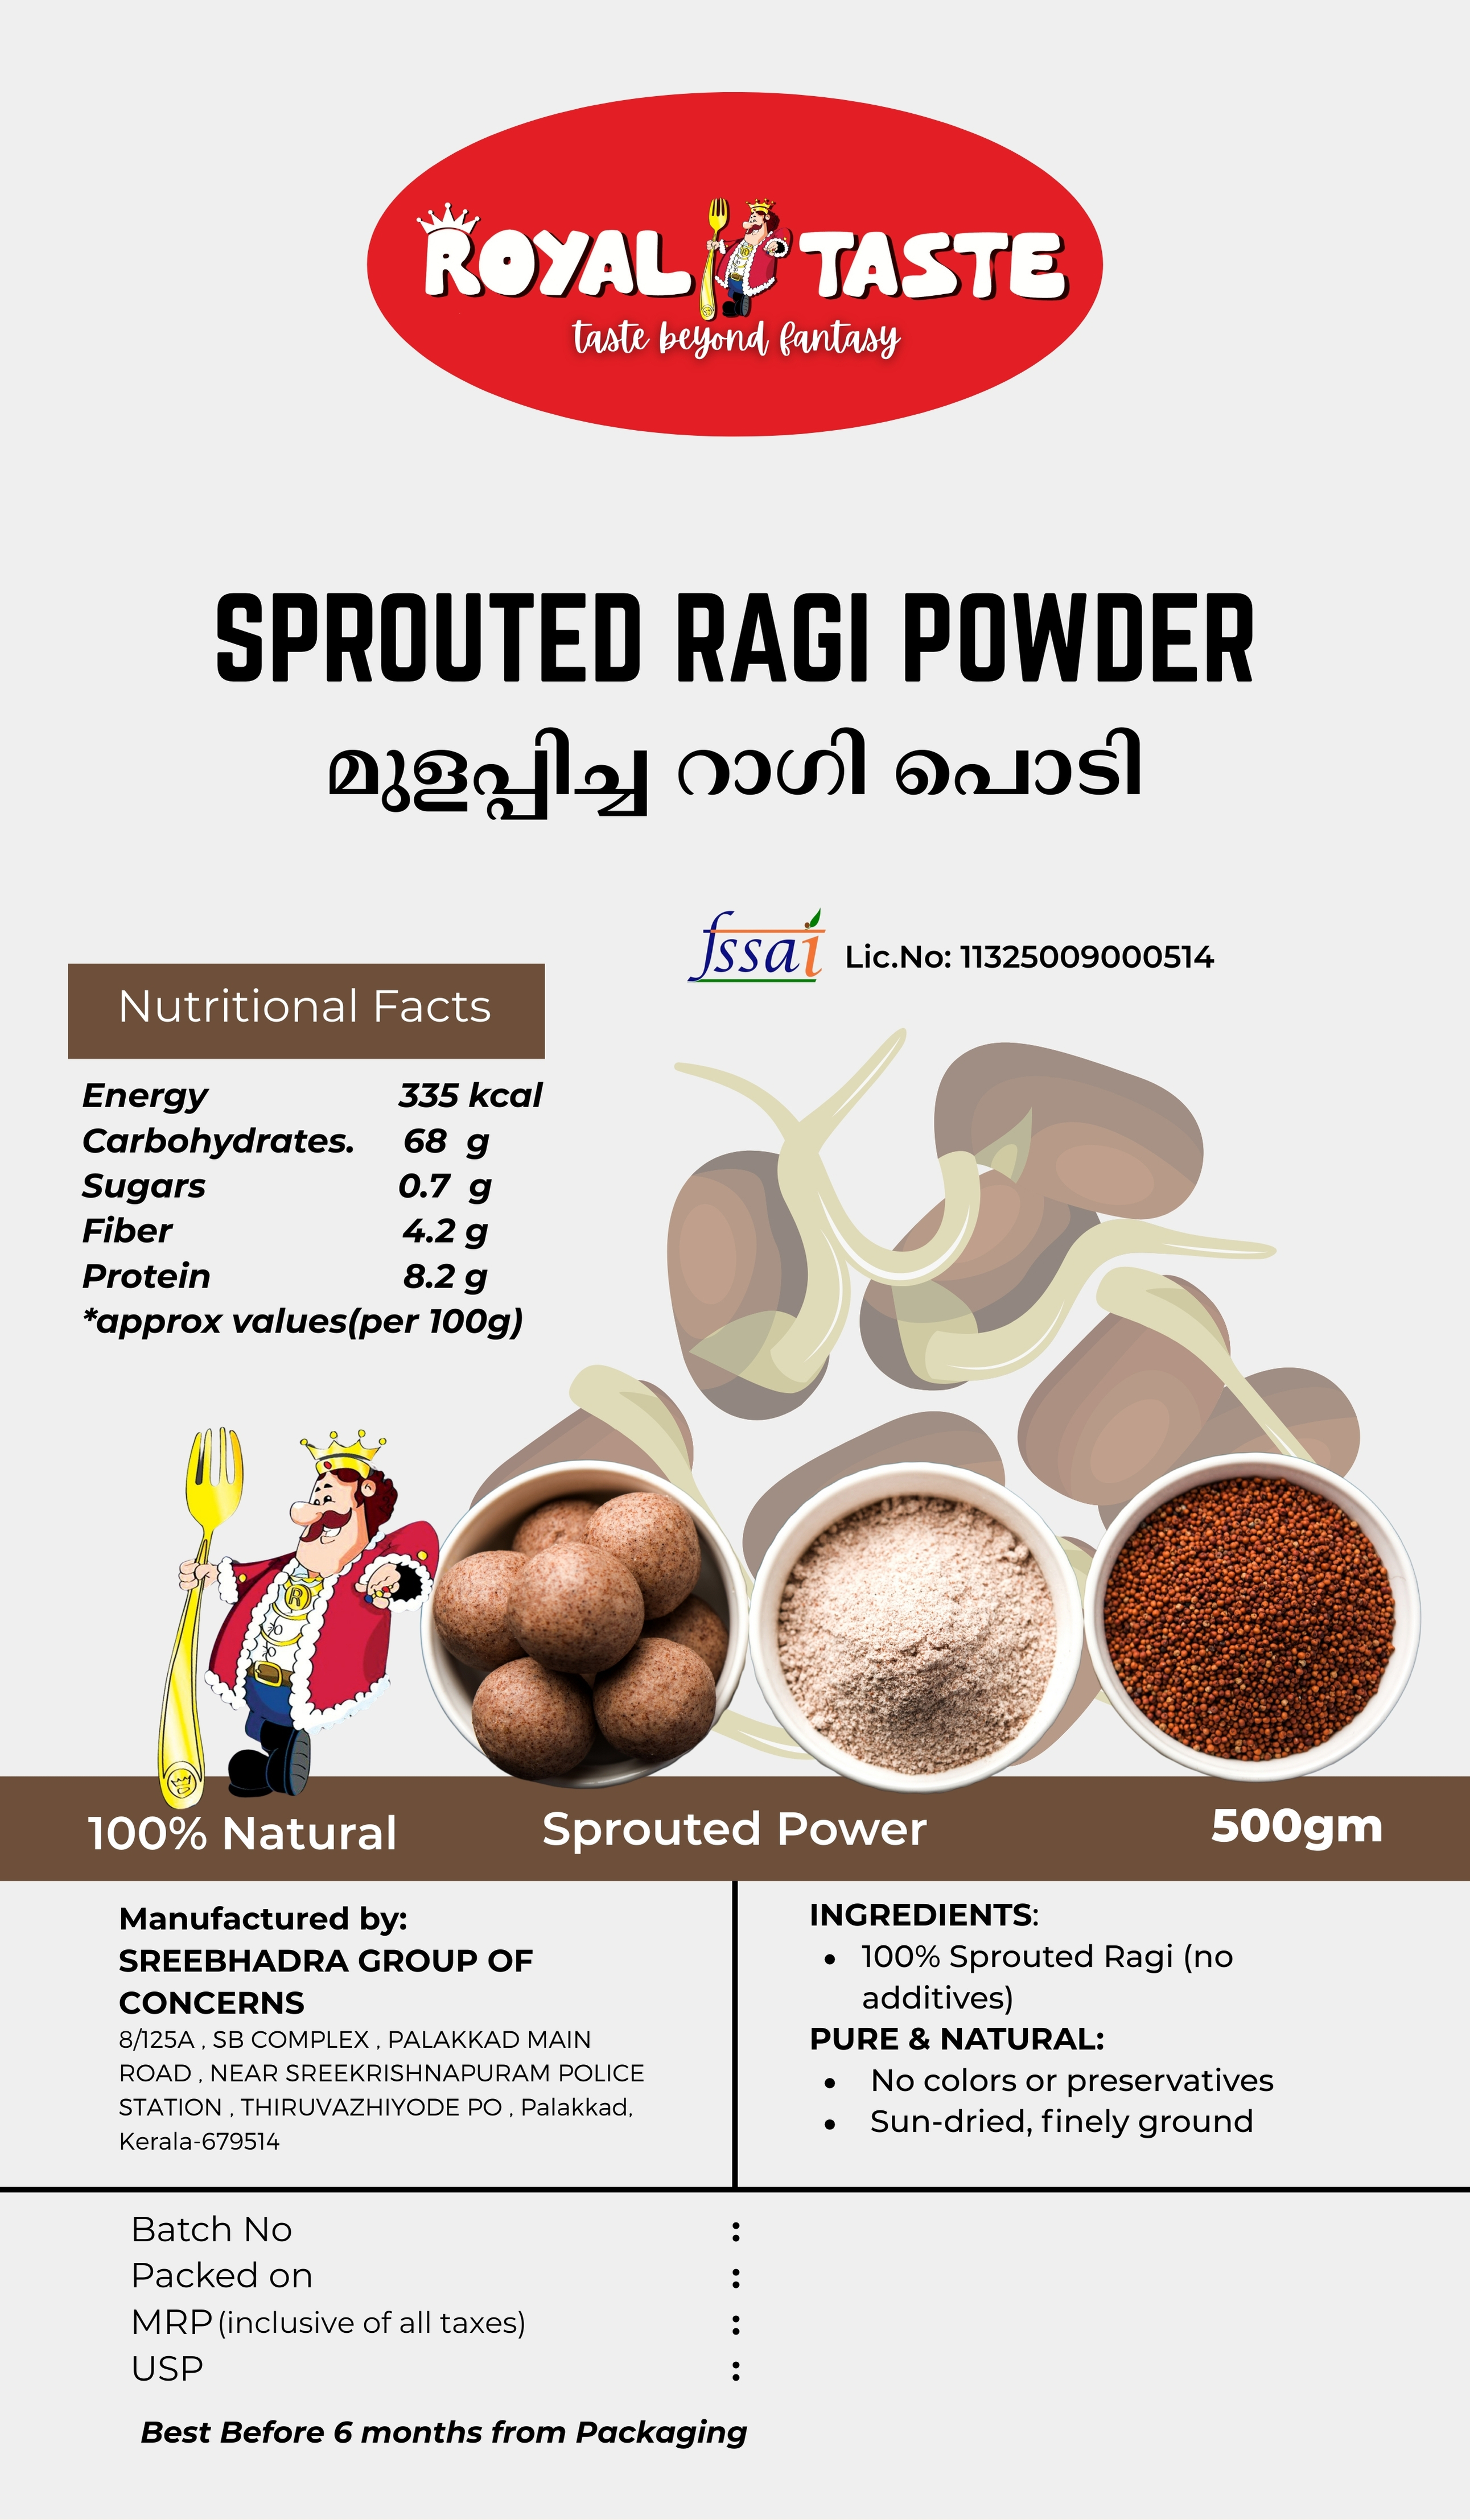 ROYAL TASTE
taste beyond fantasy
SPROUTED RAGI POWDER
മുളപ്പിച്ച റാഗി പൊടി
fssai Lic.No: 11325009000514
Nutritional Facts
Energy 335 kcal
Carbohydrates. 68 g
Sugars 0.7 g
Fiber 4.2 g
Protein 8.2 g
*approx values(per 100g)
R
100% Natural Sprouted Power 500gm
Manufactured by:
SREEBHADRA GROUP OF
CONCERNS
8/125A , SB COMPLEX , PALAKKAD MAIN
ROAD , NEAR SREEKRISHNAPURAM POLICE
STATION , THIRUVAZHIYODE PO , Palakkad,
Kerala-679514
INGREDIENTS:
• 100% Sprouted Ragi (no
additives)
PURE & NATURAL:
• No colors or preservatives
• Sun-dried, finely ground
Batch No :
Packed on :
MRP (inclusive of all taxes) :
USP :
Best Before 6 months from Packaging